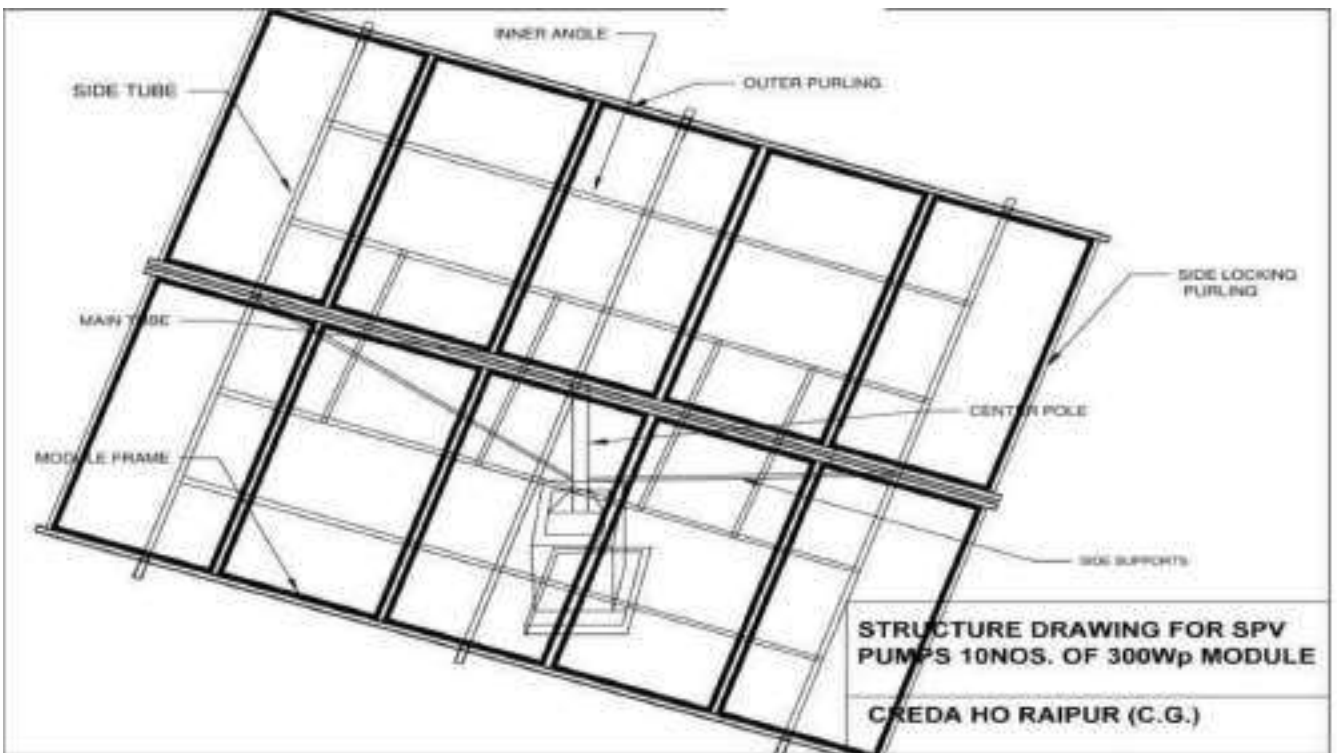 INNER ANGLE
OUTER PURLING
SIDE TUBE
SIDE LOCKING
PURLING
MAIN TUBE
CENTER POLE
MODULE FRAME
SIDE SUPPORTS
STRUCTURE DRAWING FOR SPV
PUMPS 10NOS. OF 300Wp MODULE
CREDA HO RAIPUR (C.G.)